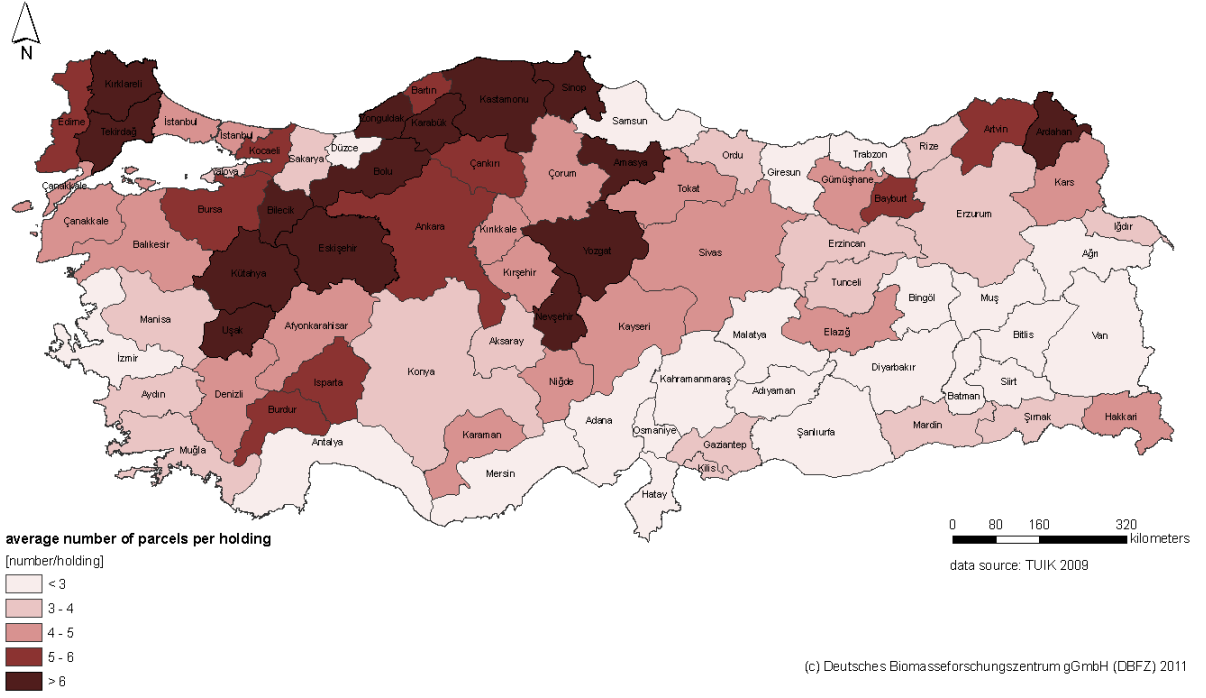 N
Kırklareli
Edirne
Tekirdağ
İstanbul
İstanbul
Kocaeli
Yalova
Sakarya
Düzce
Zonguldak
Bartın
Karabük
Kastamonu
Sinop
Samsun
Bolu
Çankırı
Çorum
Amasya
Ordu
Giresun
Trabzon
Rize
Artvin
Ardahan
Kars
Tokat
Gümüşhane
Bayburt
Erzurum
Iğdır
Ağrı
Çanakkale
Çanakkale
Balıkesir
Bursa
Bilecik
Eskişehir
Ankara
Kırıkkale
Kırşehir
Yozgat
Sivas
Erzincan
Tunceli
Bingöl
Muş
Bitlis
Van
Kütahya
Manisa
Uşak
Afyonkarahisar
Nevşehir
Kayseri
Malatya
Elazığ
Diyarbakır
Batman
Siirt
İzmir
Aydın
Denizli
Isparta
Burdur
Konya
Aksaray
Niğde
Kahramanmaraş
Adıyaman
Şanlıurfa
Mardin
Şırnak
Hakkari
Muğla
Antalya
Karaman
Mersin
Adana
Osmaniye
Gaziantep
Kilis
Hatay
average number of parcels per holding
[number/holding]
< 3
3 - 4
4 - 5
5 - 6
> 6
0 80 160 320
kilometers
data source: TUIK 2009
(c) Deutsches Biomasseforschungszentrum gGmbH (DBFZ) 2011